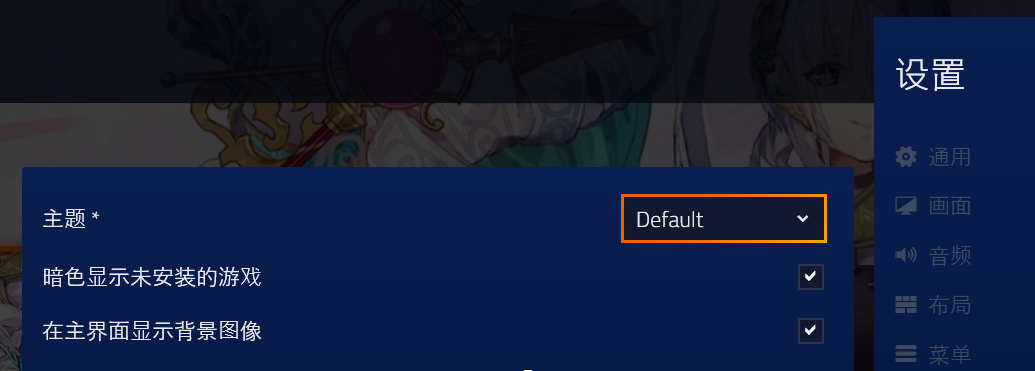 设置
通用
画面
音频
布局
菜单
主题 *
Default
暗色显示未安装的游戏
在主界面显示背景图像